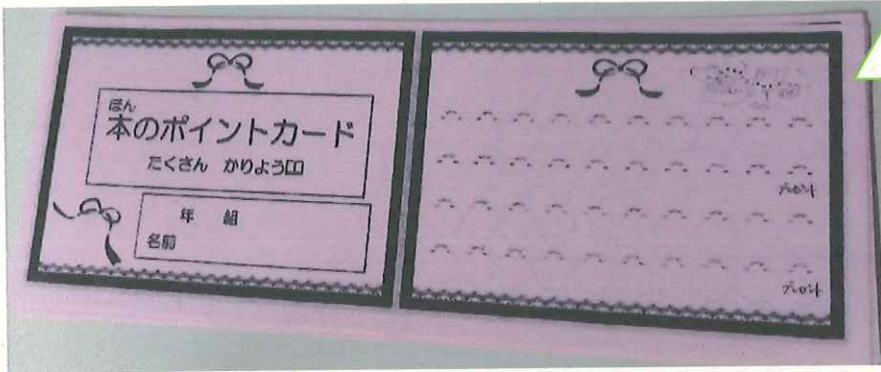 ほん
本のポイントカード
たくさん かりよう
年 組
名前
プレゼント
プレゼント